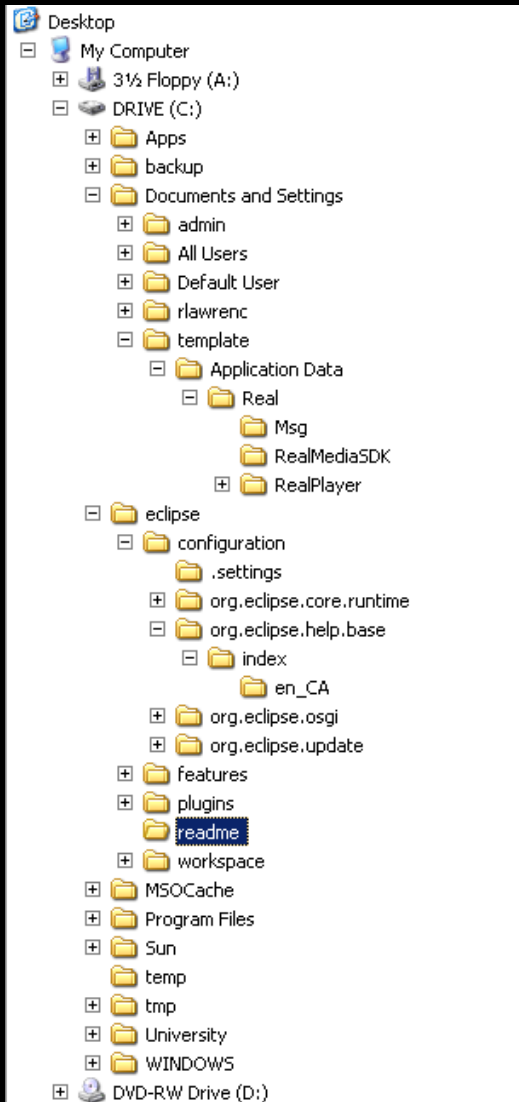 Desktop
My Computer
3½ Floppy (A:)
DRIVE (C:)
Apps
backup
Documents and Settings
admin
All Users
Default User
rlawrenc
template
Application Data
Real
Msg
RealMediaSDK
RealPlayer
eclipse
configuration
.settings
org.eclipse.core.runtime
org.eclipse.help.base
index
en_CA
org.eclipse.osgi
org.eclipse.update
features
plugins
readme
workspace
MSOCache
Program Files
Sun
temp
tmp
University
WINDOWS
DVD-RW Drive (D:)